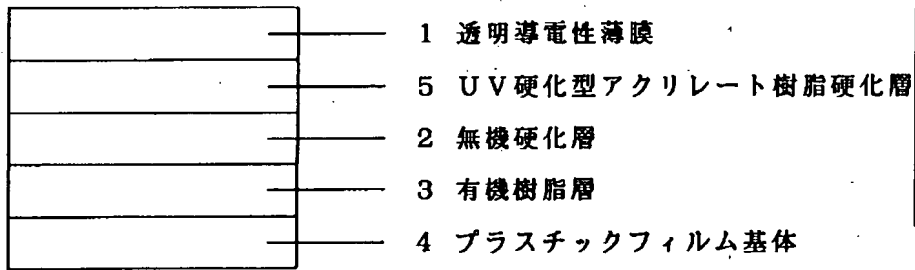 1 透明導電性薄膜
5 UV硬化型アクリレート樹脂硬化層
2 無機硬化層
3 有機樹脂層
4 プラスチックフィルム基体